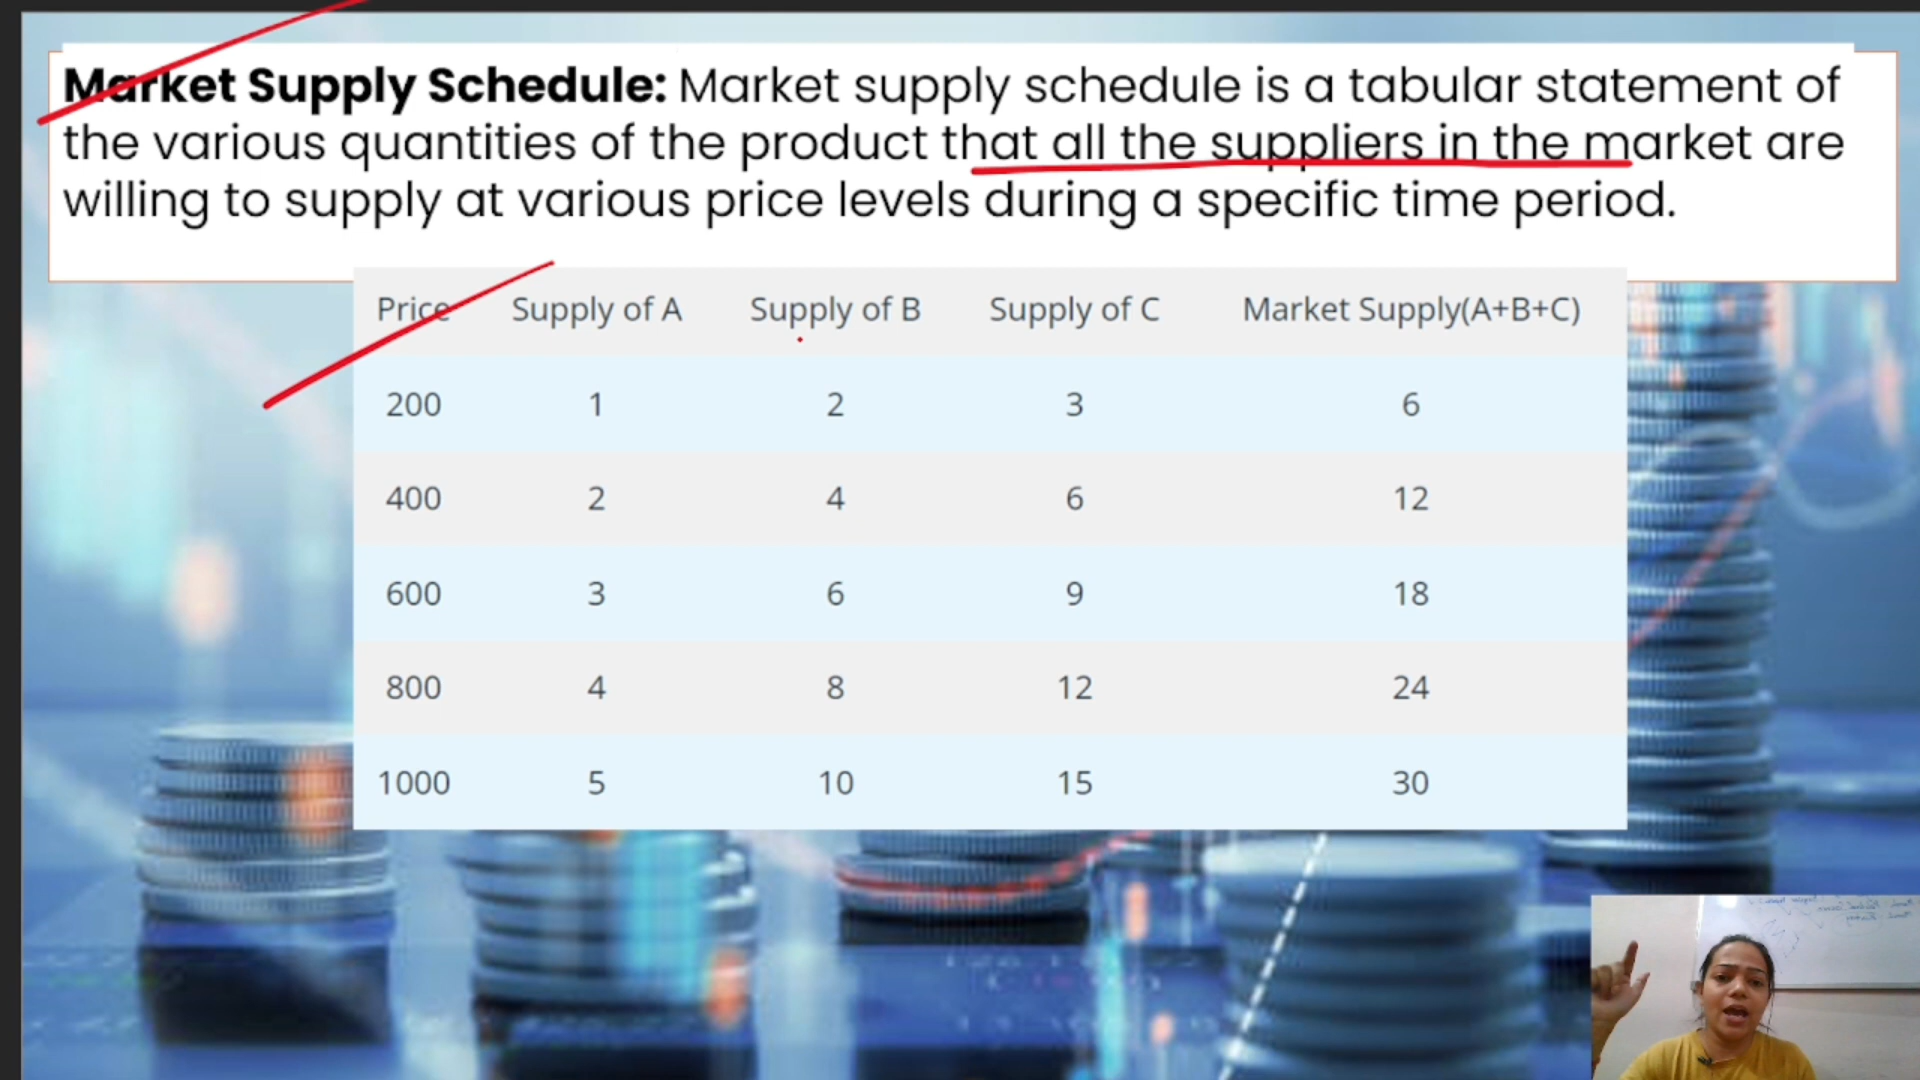 Market Supply Schedule: Market supply schedule is a tabular statement of
the various quantities of the product that all the suppliers in the market are
willing to supply at various price levels during a specific time period.
Price Supply of A Supply of B Supply of C Market Supply(A+B+C)
200 1 2 3 6
400 2 4 6 12
600 3 6 9 18
800 4 8 12 24
1000 5 10 15 30